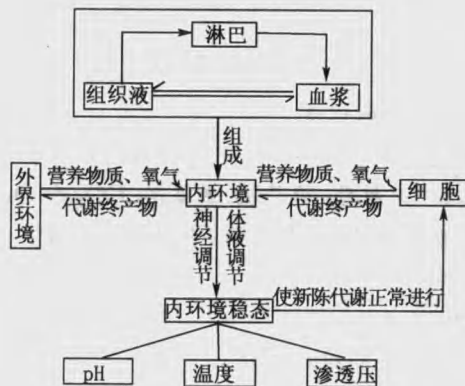 淋巴
组织液
血浆
组成
外界环境
营养物质、氧气
代谢终产物
内环境
营养物质、氧气
代谢终产物
细胞
神经调节
体液调节
内环境稳态
使新陈代谢正常进行
pH
温度
渗透压